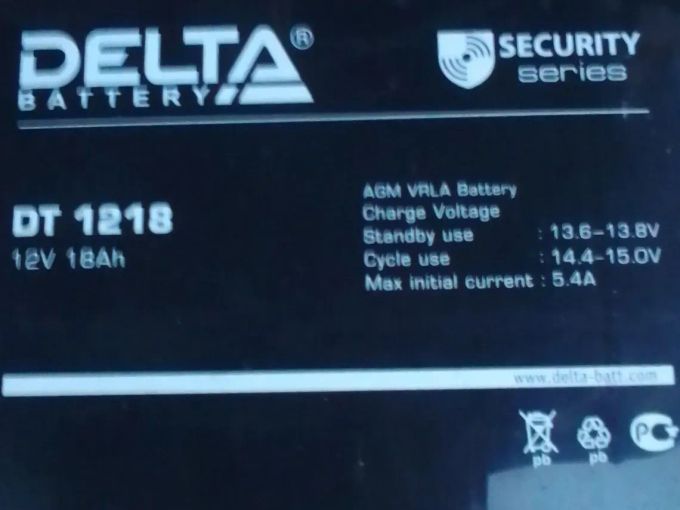 DELTA®
BATTERY
SECURITY
series
DT 1218
12V 18Ah
AGM VRLA Battery
Charge Voltage
Standby use : 13.6-13.8V
Cycle use : 14.4-15.0V
Max initial current : 5.4A
www.delta-batt.com
pb
pb